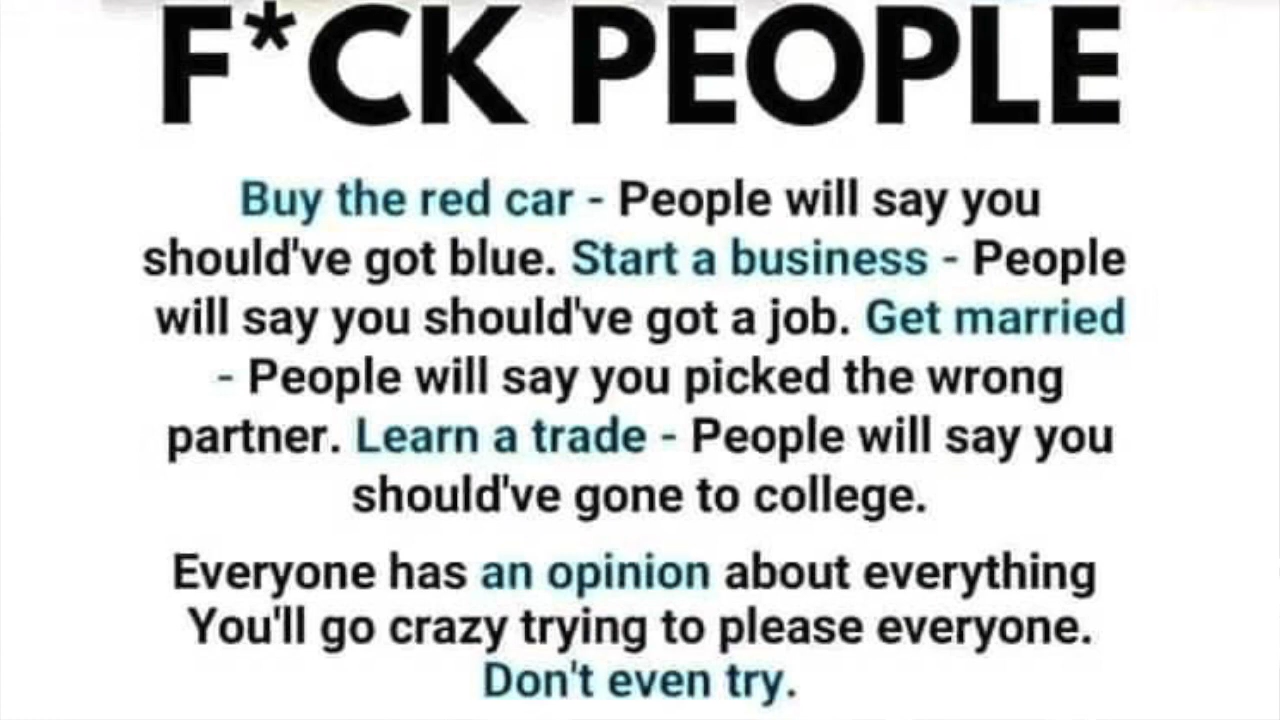 F*CK PEOPLE
Buy the red car - People will say you
should've got blue. Start a business - People
will say you should've got a job. Get married
- People will say you picked the wrong
partner. Learn a trade - People will say you
should've gone to college.
Everyone has an opinion about everything
You'll go crazy trying to please everyone.
Don't even try.